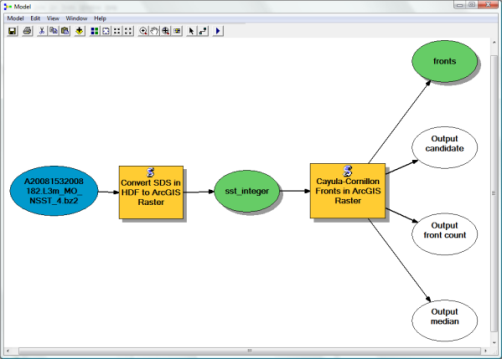 Model
Model Edit View Window Help
fronts
Output
candidate
A20081532008
182.L3m_MO_
NSST_4.bz2
Convert SDS in
HDF to ArcGIS
Raster
sst_integer
Cayula-Cornillon
Fronts in ArcGIS
Raster
Output
front count
Output
median